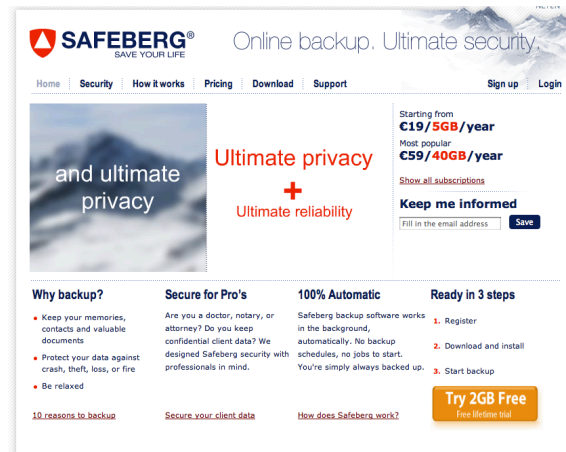 NL EN
SAFEBERG®
SAVE YOUR LIFE
Online backup. Ultimate security.
Home Security How it works Pricing Download Support Sign up Login
and ultimate
privacy
Ultimate privacy
+
Ultimate reliability
Starting from
€19/5GB/year
Most popular
€59/40GB/year
Show all subscriptions
Keep me informed
Fill in the email address Save
Why backup?
• Keep your memories,
contacts and valuable
documents
• Protect your data against
crash, theft, loss, or fire
• Be relaxed
10 reasons to backup
Secure for Pro's
Are you a doctor, notary, or
attorney? Do you keep
confidential client data? We
designed Safeberg security with
professionals in mind.
Secure your client data
100% Automatic
Safeberg backup software works
in the background,
automatically. No backup
schedules, no jobs to start.
You're simply always backed up.
How does Safeberg work?
Ready in 3 steps
1. Register
2. Download and install
3. Start backup
Try 2GB Free
Free lifetime trial